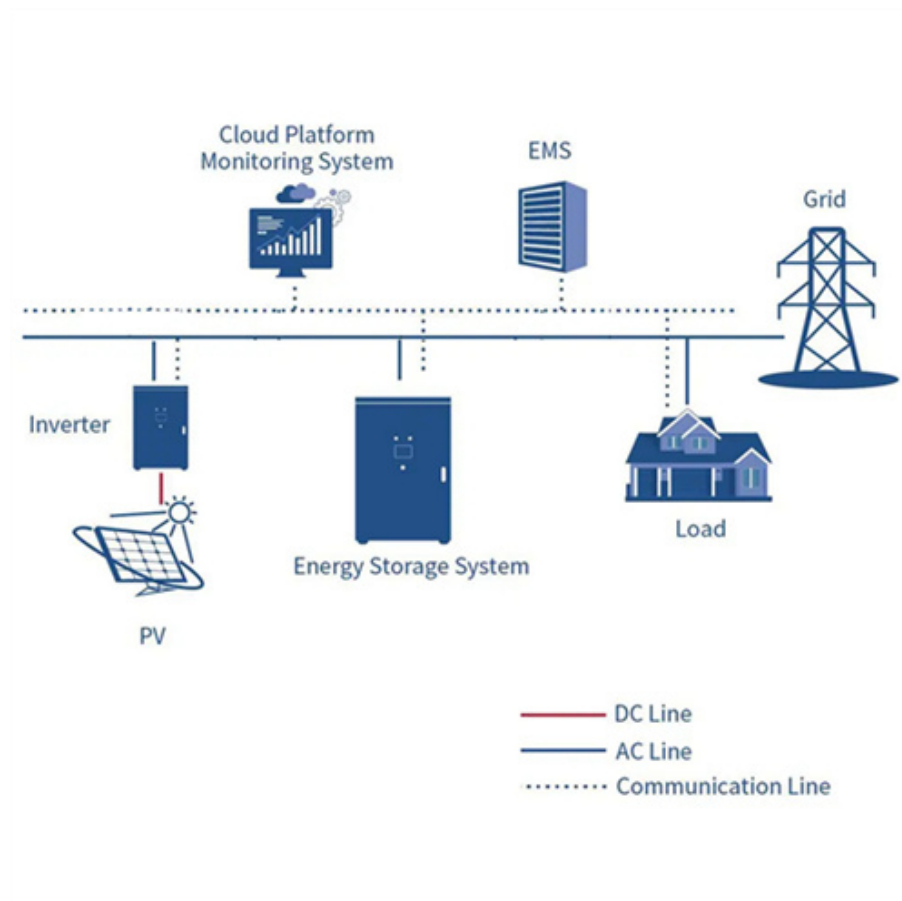 Cloud Platform
Monitoring System
EMS
Grid
Inverter
Load
Energy Storage System
PV
DC Line
AC Line
Communication Line